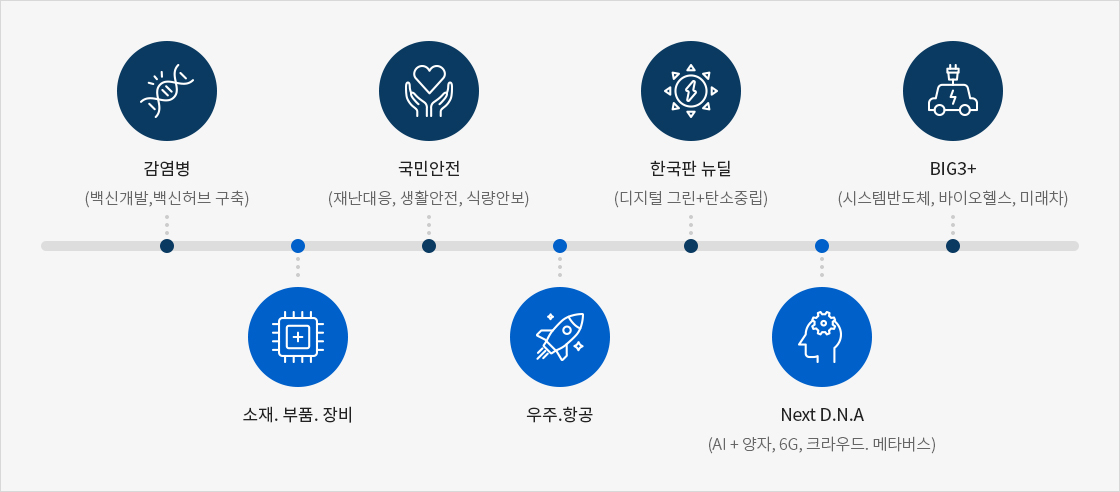 감염병
(백신개발,백신허브 구축)
국민안전
(재난대응, 생활안전, 식량안보)
한국판 뉴딜
(디지털 그린+탄소중립)
BIG3+
(시스템반도체, 바이오헬스, 미래차)
소재. 부품. 장비
우주.항공
Next D.N.A
(AI + 양자, 6G, 크라우드. 메타버스)